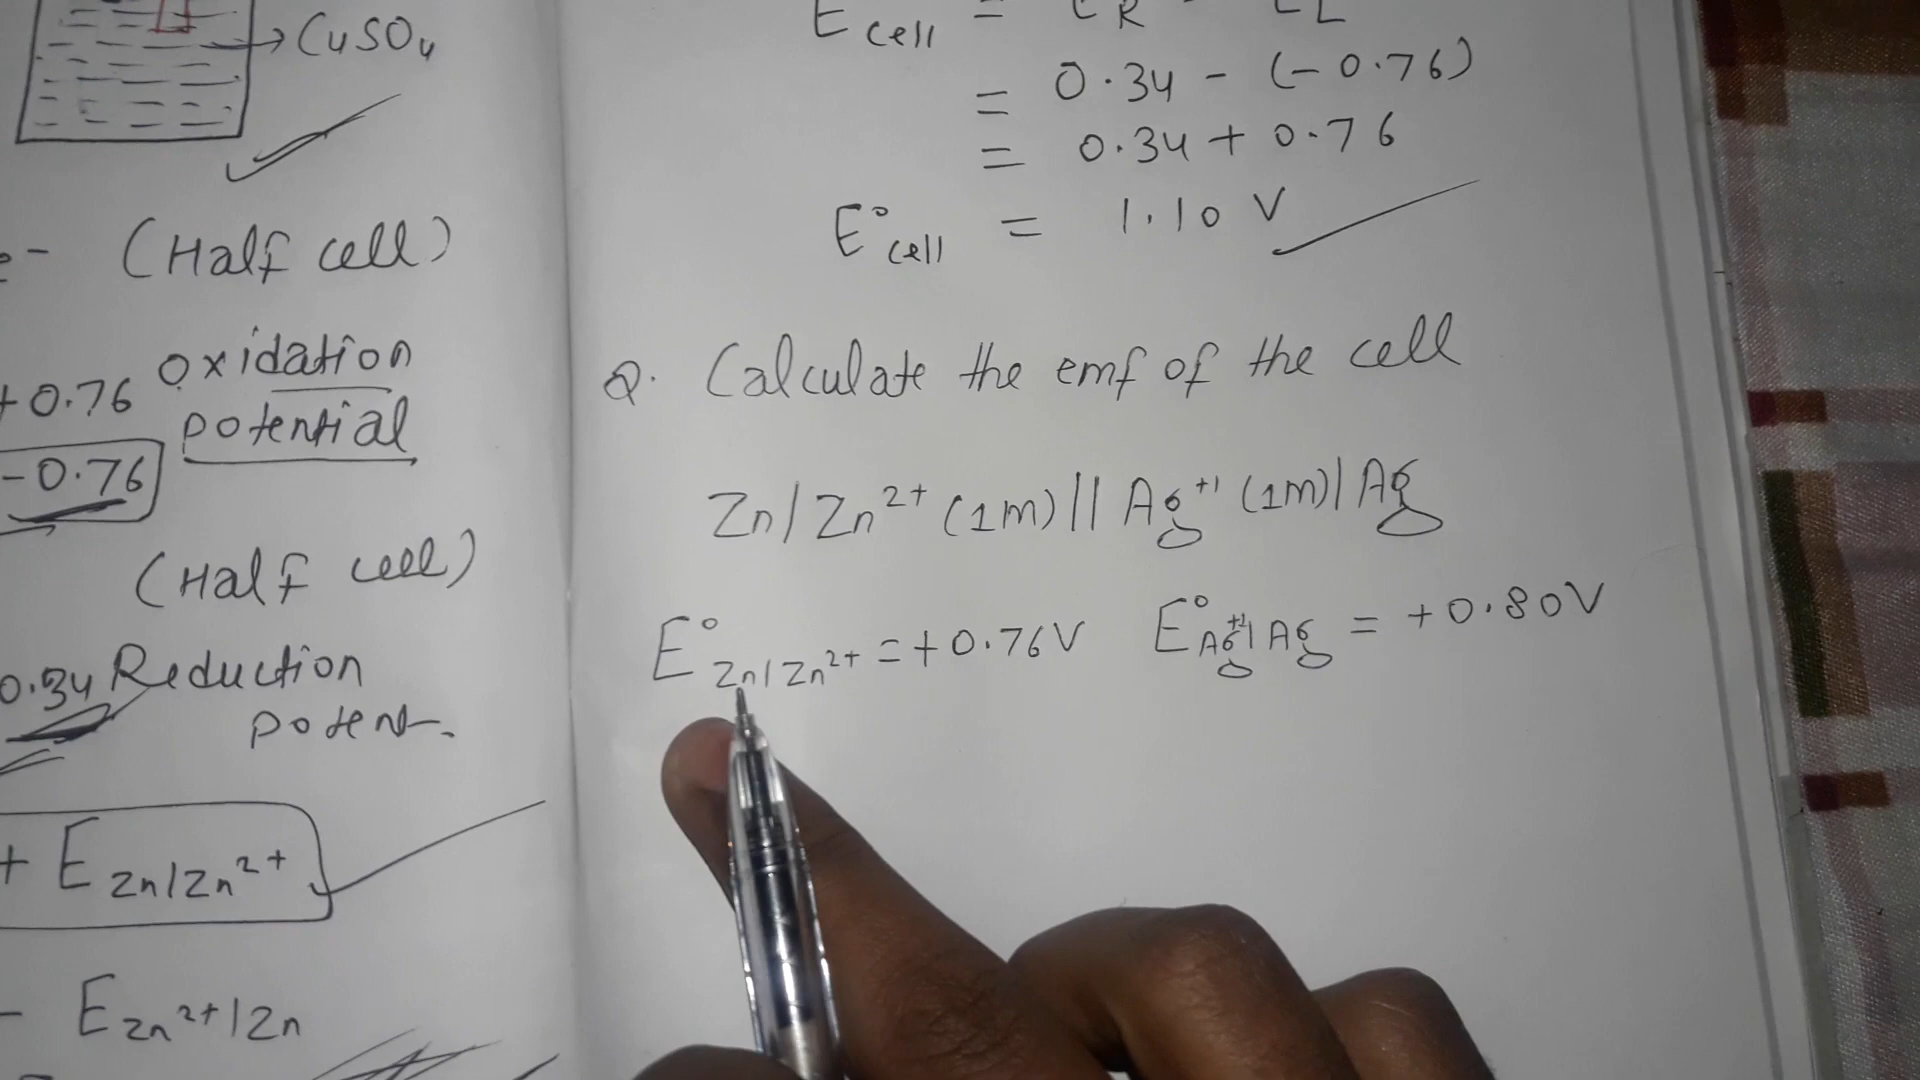 → CuSO4
(Half cell)
+0.76 oxidation
potential
-0.76
(Half cell)
0.34 Reduction
poten-.
+ E Zn/Zn²⁺
- E Zn²⁺/Zn
E cell = E R - E L
= 0.34 - (-0.76)
= 0.34 + 0.76
E° cell = 1.10 V
Q. Calculate the emf of the cell
Zn/Zn²⁺ (1M) || Ag⁺¹ (1M)| Ag
E° Zn/Zn²⁺ = +0.76V E° Ag⁺¹|Ag = +0.80V